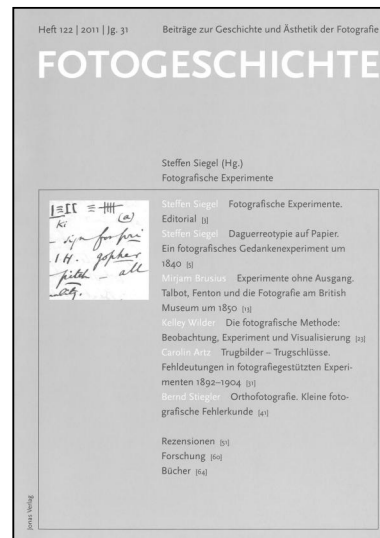 Heft 122 | 2011 | Jg. 31 Beiträge zur Geschichte und Ästhetik der Fotografie
FOTOGESCHICHTE
Steffen Siegel (Hg.)
Fotografische Experimente
Steffen Siegel Fotografische Experimente.
Editorial [3]
Steffen Siegel Daguerreotypie auf Papier.
Ein fotografisches Gedankenexperiment um
1840 [5]
Mirjam Brusius Experimente ohne Ausgang.
Talbot, Fenton und die Fotografie am British
Museum um 1850 [13]
Kelley Wilder Die fotografische Methode:
Beobachtung, Experiment und Visualisierung [23]
Carolin Artz Trugbilder – Trugschlüsse.
Fehldeutungen in fotografiegestützten Experi-
menten 1892–1904 [31]
Bernd Stiegler Orthofotografie. Kleine foto-
grafische Fehlerkunde [41]
Rezensionen [51]
Forschung [60]
Bücher [64]
(a)
Ki
pitch – all
Jonas Verlag